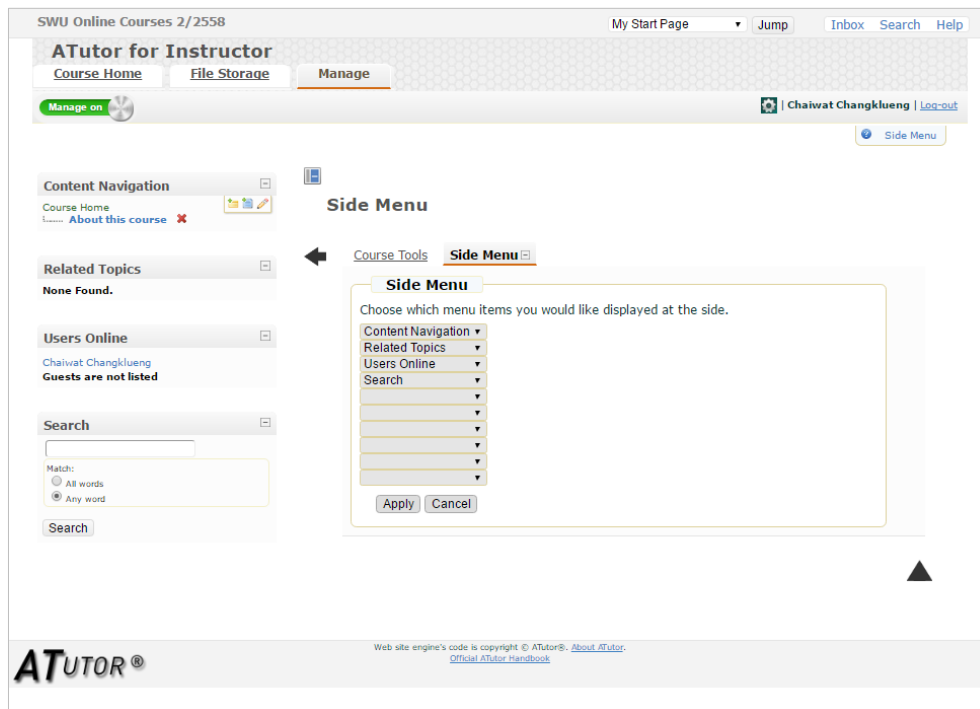 SWU Online Courses 2/2558
My Start Page
Jump
Inbox Search Help
ATutor for Instructor
Course Home File Storage Manage
Manage on
| Chaiwat Changklueng | Log-out
Side Menu
Content Navigation
Course Home
About this course
Related Topics
None Found.
Users Online
Chaiwat Changklueng
Guests are not listed
Search
Match:
All words
Any word
Search
Side Menu
Course Tools Side Menu
Side Menu
Choose which menu items you would like displayed at the side.
Content Navigation
Related Topics
Users Online
Search
Apply Cancel
ATUTOR ®
Web site engine's code is copyright © ATutor®. About ATutor.
Official ATutor Handbook